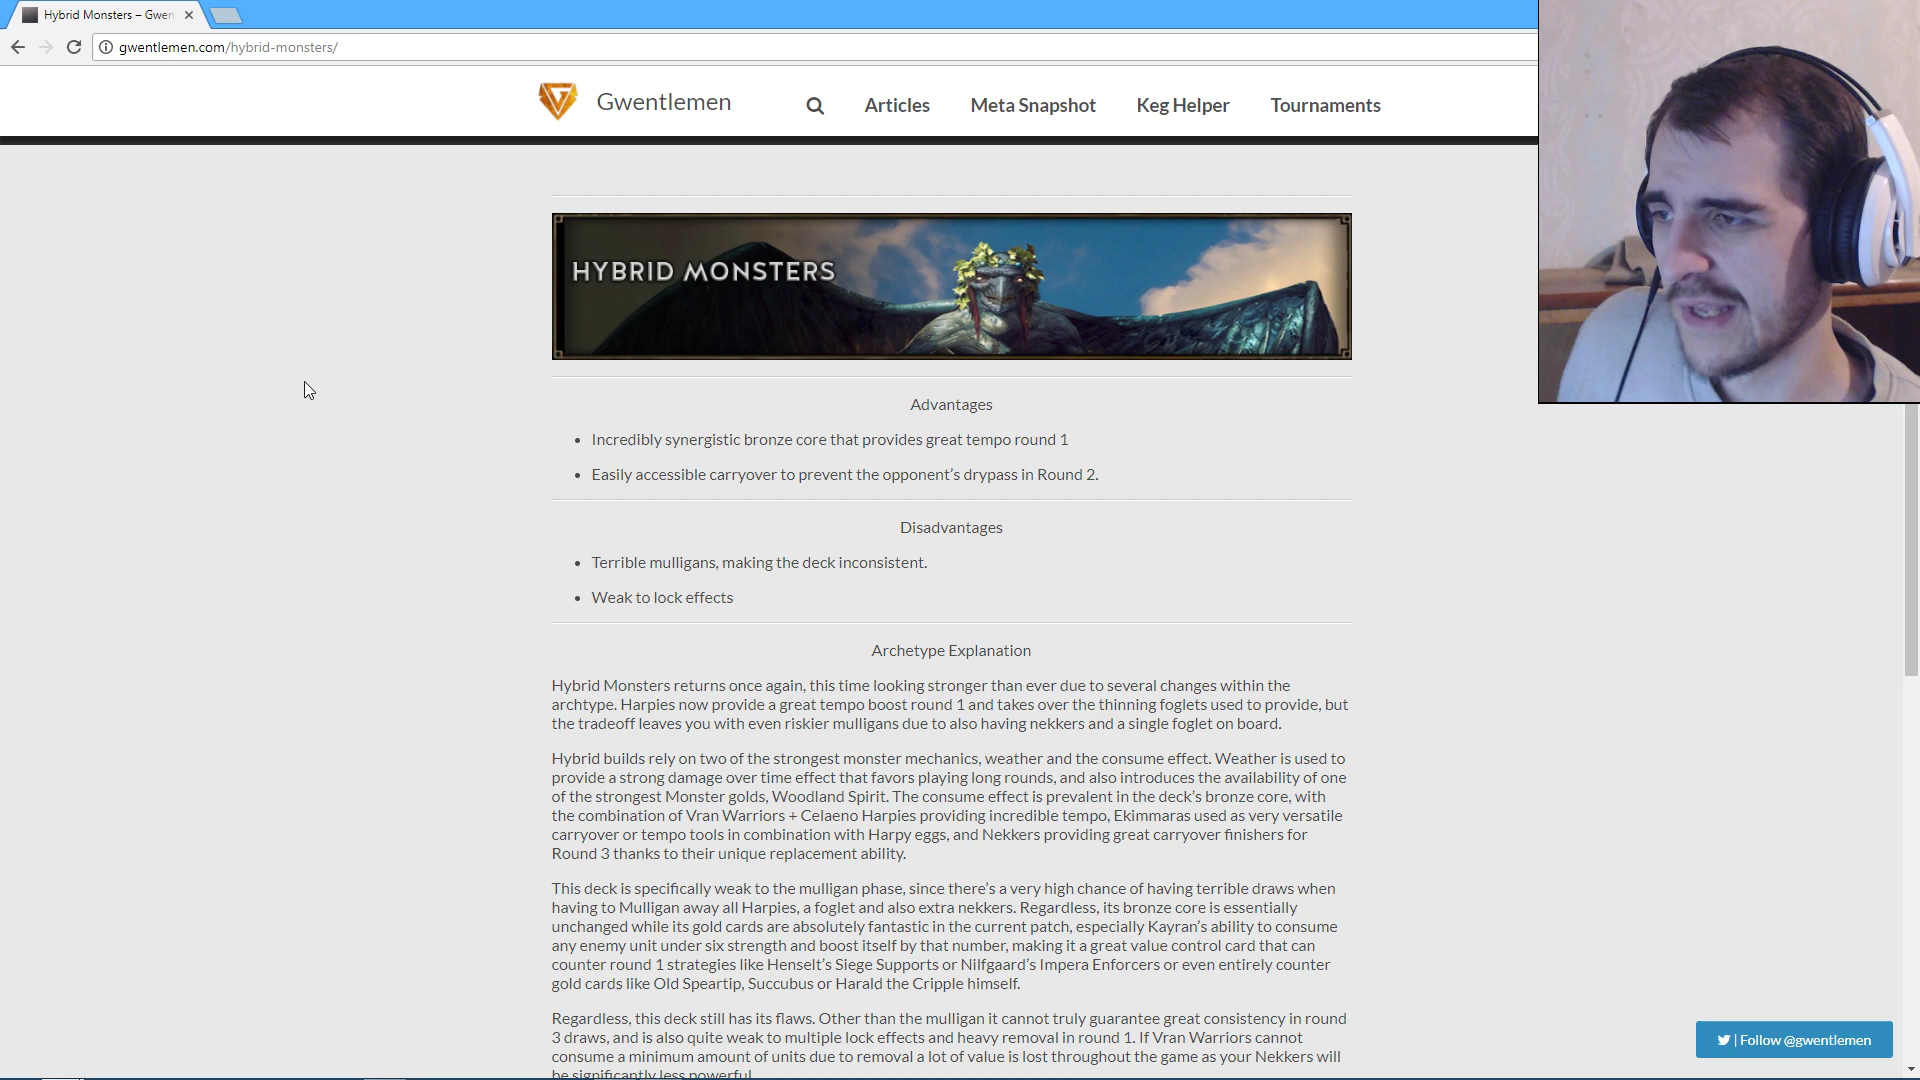 Hybrid Monsters – Gwen
gwentlemen.com/hybrid-monsters/
Gwentlemen
Articles
Meta Snapshot
Keg Helper
Tournaments
HYBRID MONSTERS
Advantages
• Incredibly synergistic bronze core that provides great tempo round 1
• Easily accessible carryover to prevent the opponent's drypass in Round 2.
Disadvantages
• Terrible mulligans, making the deck inconsistent.
• Weak to lock effects
Archetype Explanation
Hybrid Monsters returns once again, this time looking stronger than ever due to several changes within the
archtype. Harpies now provide a great tempo boost round 1 and takes over the thinning foglets used to provide, but
the tradeoff leaves you with even riskier mulligans due to also having nekkers and a single foglet on board.
Hybrid builds rely on two of the strongest monster mechanics, weather and the consume effect. Weather is used to
provide a strong damage over time effect that favors playing long rounds, and also introduces the availability of one
of the strongest Monster golds, Woodland Spirit. The consume effect is prevalent in the deck's bronze core, with
the combination of Vran Warriors + Celaeno Harpies providing incredible tempo, Ekimmaras used as very versatile
carryover or tempo tools in combination with Harpy eggs, and Nekkers providing great carryover finishers for
Round 3 thanks to their unique replacement ability.
This deck is specifically weak to the mulligan phase, since there's a very high chance of having terrible draws when
having to Mulligan away all Harpies, a foglet and also extra nekkers. Regardless, its bronze core is essentially
unchanged while its gold cards are absolutely fantastic in the current patch, especially Kayran's ability to consume
any enemy unit under six strength and boost itself by that number, making it a great value control card that can
counter round 1 strategies like Henselt's Siege Supports or Nilfgaard's Impera Enforcers or even entirely counter
gold cards like Old Speartip, Succubus or Harald the Cripple himself.
Regardless, this deck still has its flaws. Other than the mulligan it cannot truly guarantee great consistency in round
3 draws, and is also quite weak to multiple lock effects and heavy removal in round 1. If Vran Warriors cannot
consume a minimum amount of units due to removal a lot of value is lost throughout the game as your Nekkers will
be significantly less powerful.
| Follow @gwentlemen